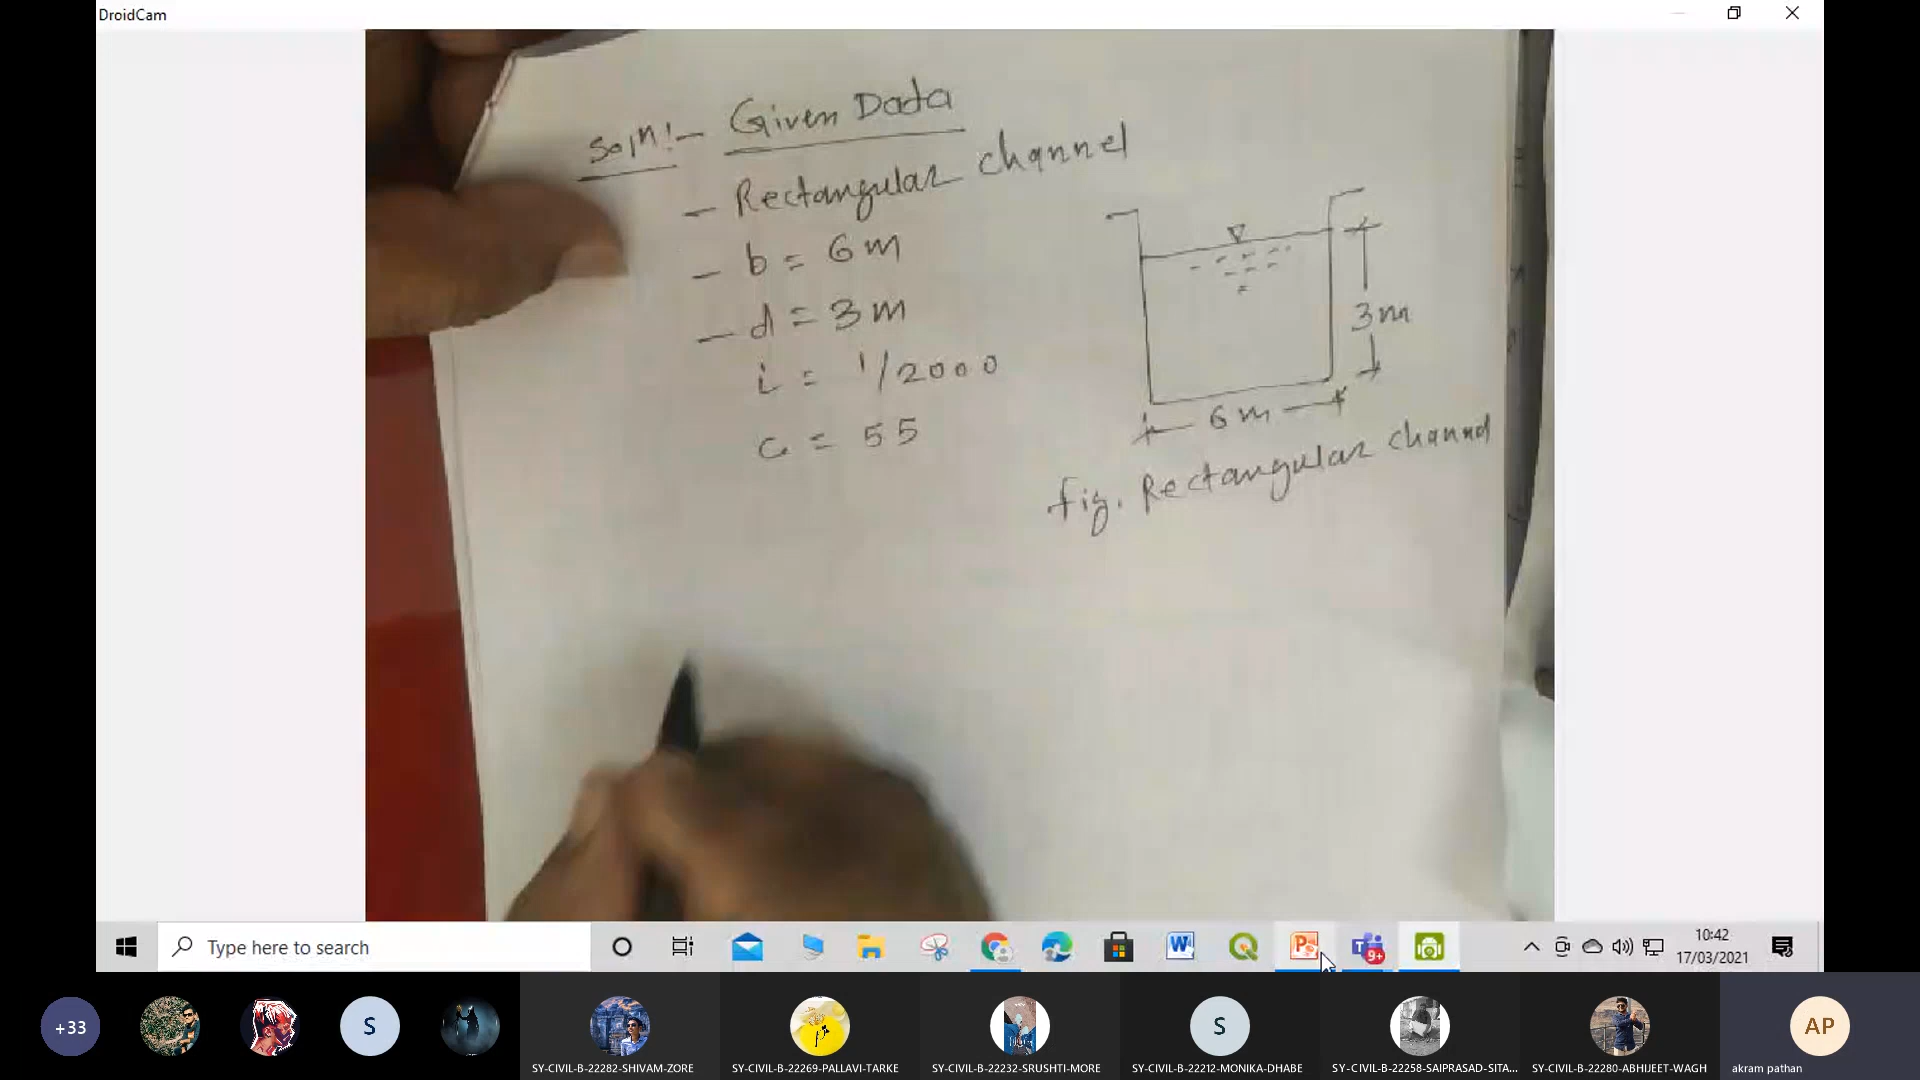 DroidCam
Soln:- Given Data
- Rectangular channel
- b = 6 m
- d = 3 m
i = 1/2000
c = 55
3 m
6 m
fig. Rectangular channel
Type here to search
9+
10:42
17/03/2021
+33
S
S
AP
SY-CIVIL-B-22282-SHIVAM-ZORE
SY-CIVIL-B-22269-PALLAVI-TARKE
SY-CIVIL-B-22232-SRUSHTI-MORE
SY-CIVIL-B-22212-MONIKA-DHABE
SY-CIVIL-B-22258-SAIPRASAD-SITA...
SY-CIVIL-B-22280-ABHIJEET-WAGH
akram pathan